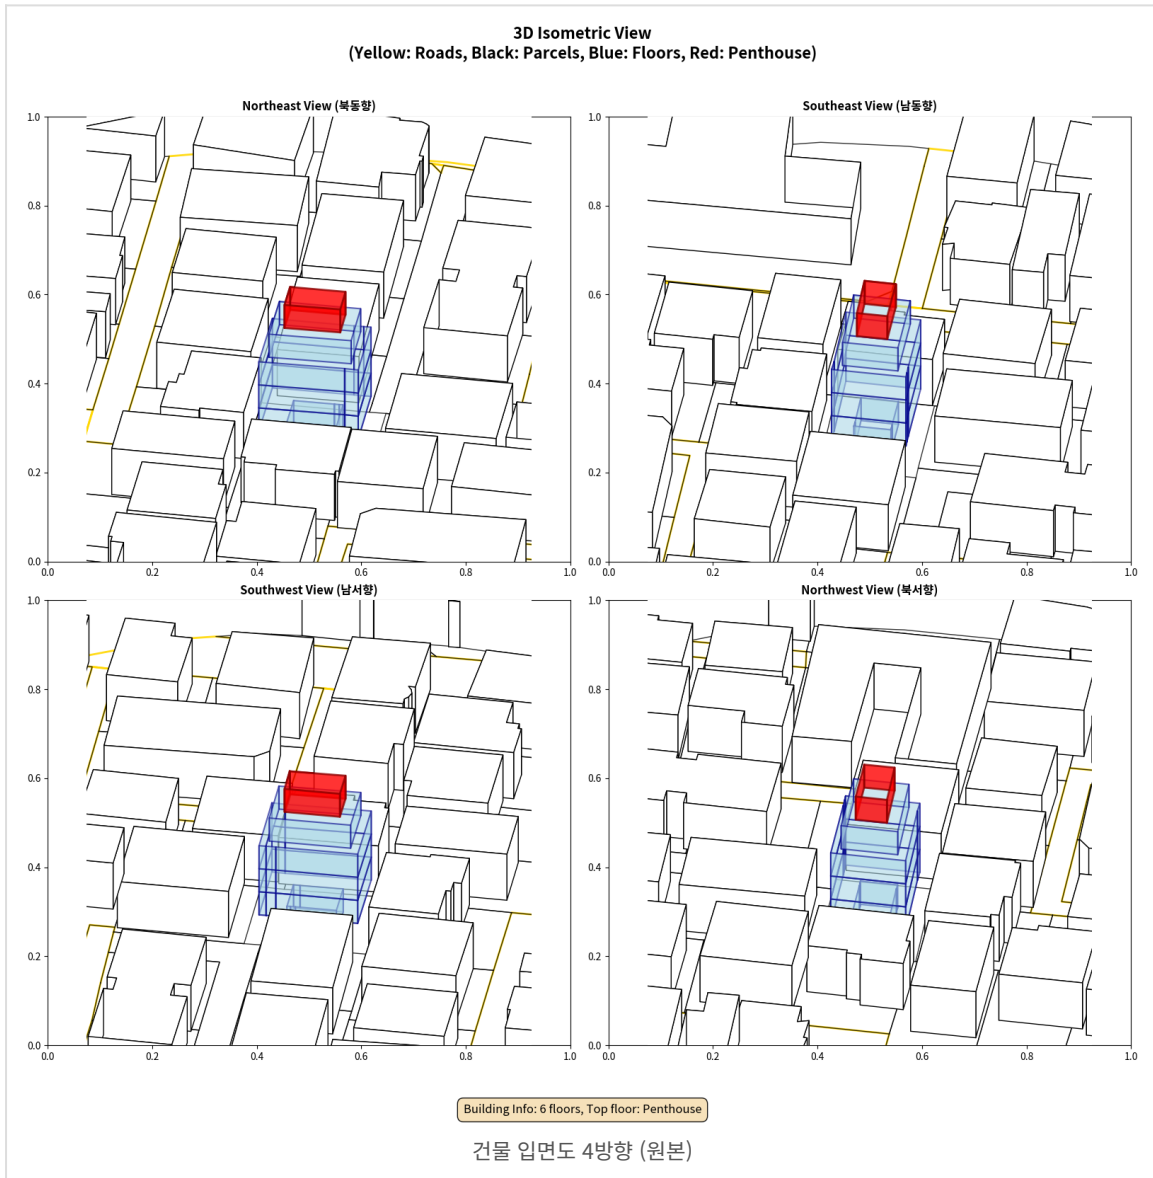 3D Isometric View
(Yellow: Roads, Black: Parcels, Blue: Floors, Red: Penthouse)
Northeast View (북동향)
1.0
0.8
0.6
0.4
0.2
0.0
0.0 0.2 0.4 0.6 0.8 1.0
Southeast View (남동향)
1.0
0.8
0.6
0.4
0.2
0.0
0.0 0.2 0.4 0.6 0.8 1.0
Southwest View (남서향)
1.0
0.8
0.6
0.4
0.2
0.0
0.0 0.2 0.4 0.6 0.8 1.0
Northwest View (북서향)
1.0
0.8
0.6
0.4
0.2
0.0
0.0 0.2 0.4 0.6 0.8 1.0
Building Info: 6 floors, Top floor: Penthouse
건물 입면도 4방향 (원본)